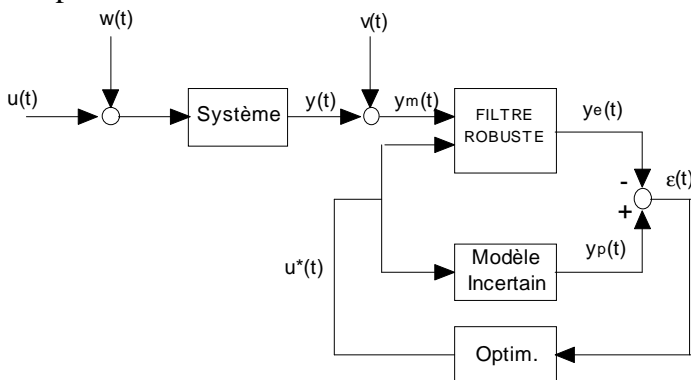 w(t)
v(t)
u(t)
Système
y(t)
ym(t)
FILTRE
ROBUSTE
ye(t)
-
+
ε(t)
u*(t)
Modèle
Incertain
yp(t)
Optim.